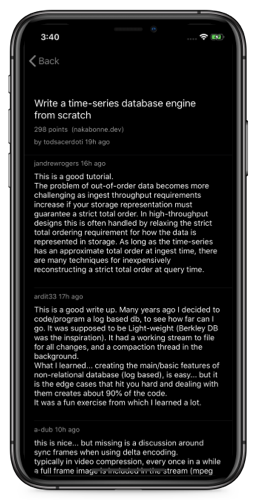 3:40
Back
Write a time-series database engine
from scratch
298 points (nakabonne.dev)
by todsacerdoti 19h ago
jandrewrogers 16h ago
This is a good tutorial.
The problem of out-of-order data becomes more
challenging as ingest throughput requirements
increase if your storage representation must
guarantee a strict total order. In high-throughput
designs this is often handled by relaxing the strict
total ordering requirement for how the data is
represented in storage. As long as the time-series
has an approximate total order at ingest time, there
are many techniques for inexpensively
reconstructing a strict total order at query time.
ardit33 17h ago
This is a good write up. Many years ago I decided to
code/program a log based db, to see how far can I
go. It was supposed to be Light-weight (Berkley DB
was the inspiration). It had a working stream to file
for all changes, and a compaction thread in the
background.
What I learned... creating the main/basic features of
non-relational database (log based), is easy... but it
is the edge cases that hit you hard and dealing with
them creates about 90% of the code.
It was a fun exercise from which I learned a lot.
a-dub 10h ago
this is nice... but missing is a discussion around
sync frames when using delta encoding.
typically in video compression, every once in a while
a full frame image is included in the stream (mpeg